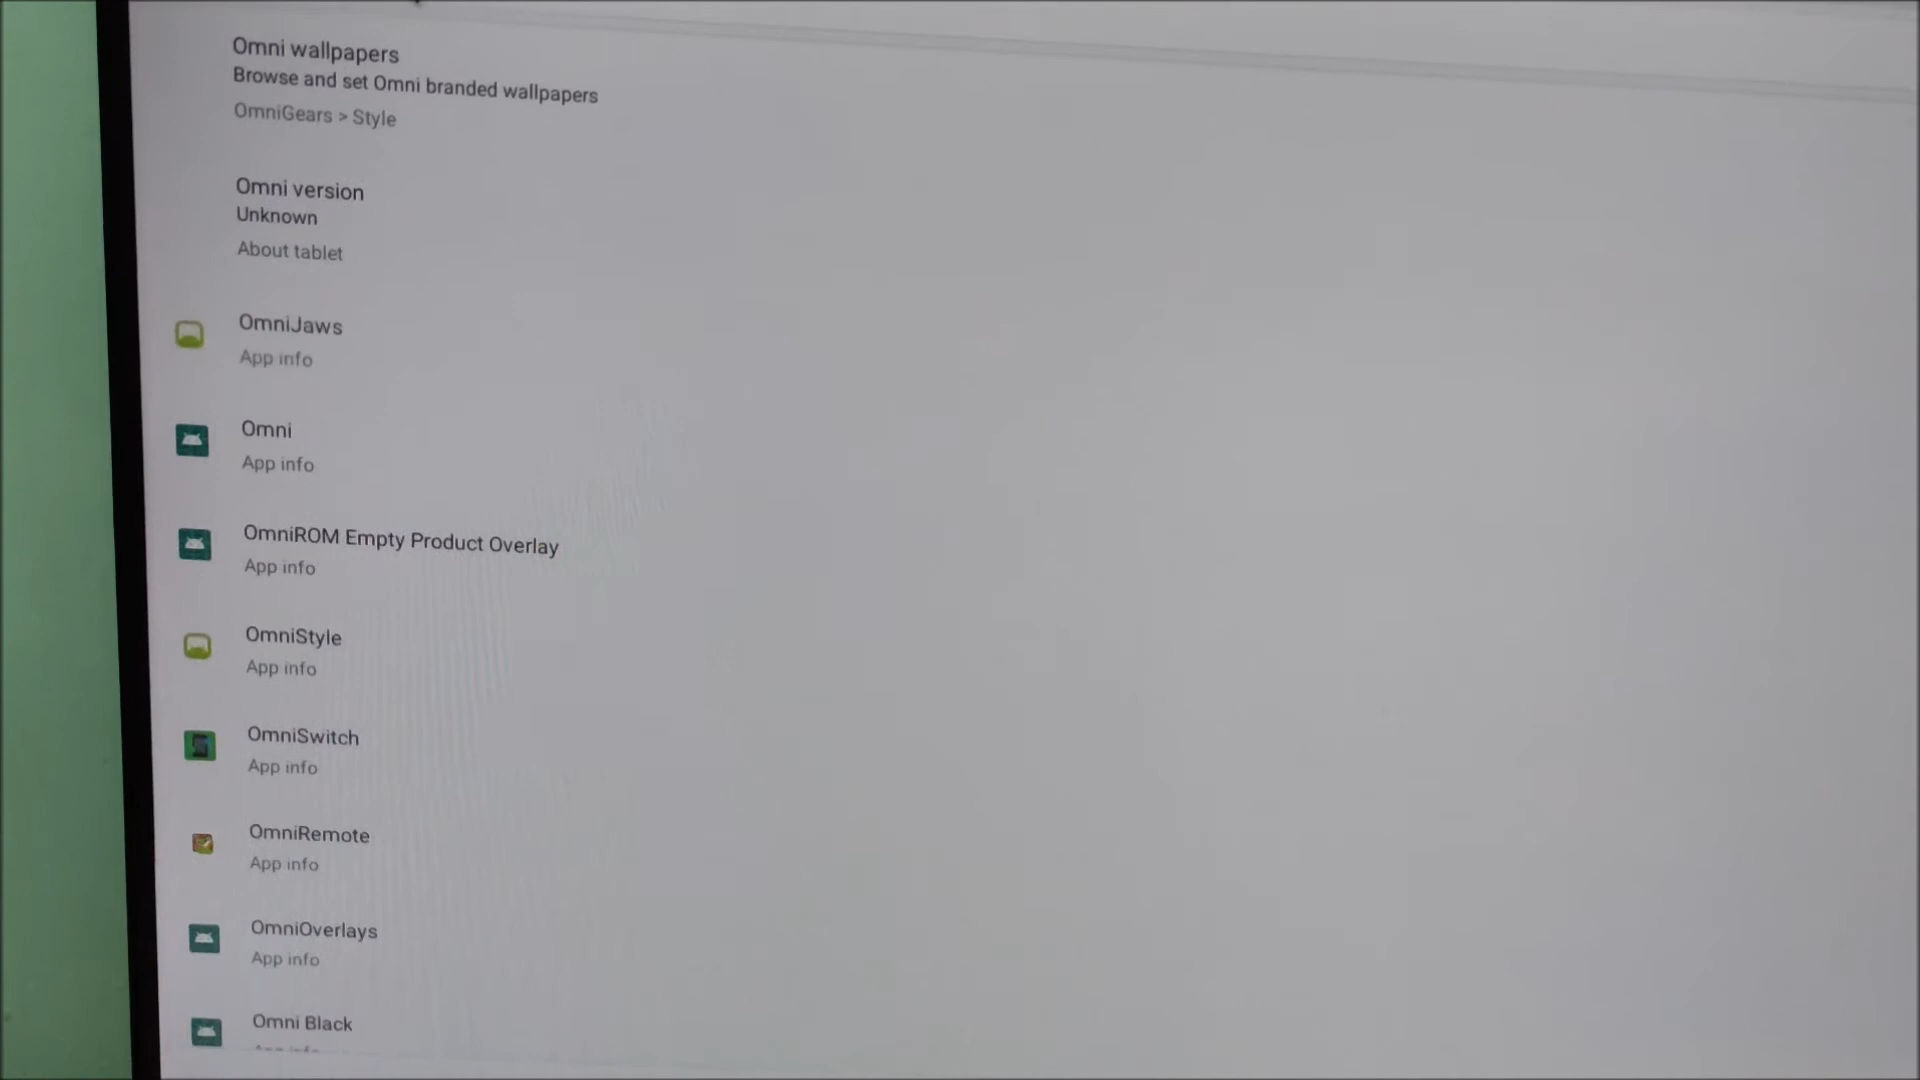 Omni wallpapers
Browse and set Omni branded wallpapers
OmniGears > Style
Omni version
Unknown
About tablet
OmniJaws
App info
Omni
App info
OmniROM Empty Product Overlay
App info
OmniStyle
App info
OmniSwitch
App info
OmniRemote
App info
OmniOverlays
App info
Omni Black